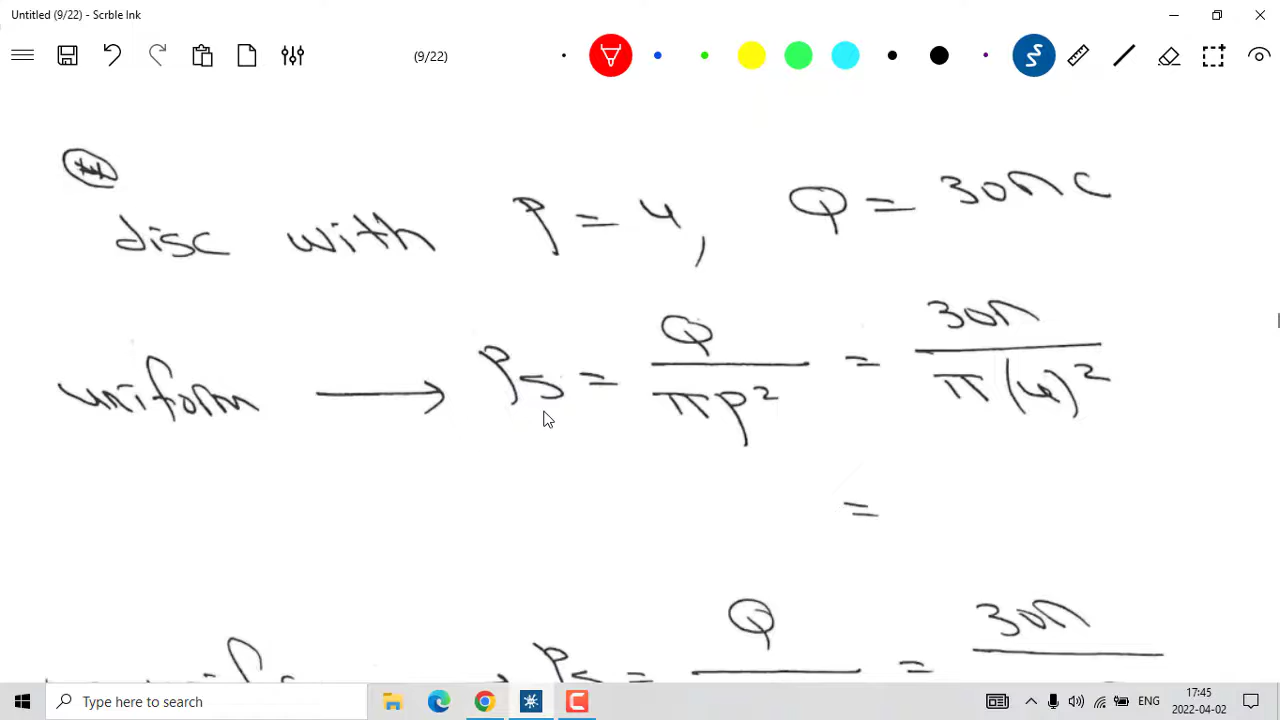 Untitled (9/22) - Scrble Ink
(9/22)
disc with ρ = 4, Q = 30nC
uniform → ρs = Q / πρ² = 30n / π(4)²
=
ρs = Q = 30n
Type here to search
ENG
17:45
2022-04-02